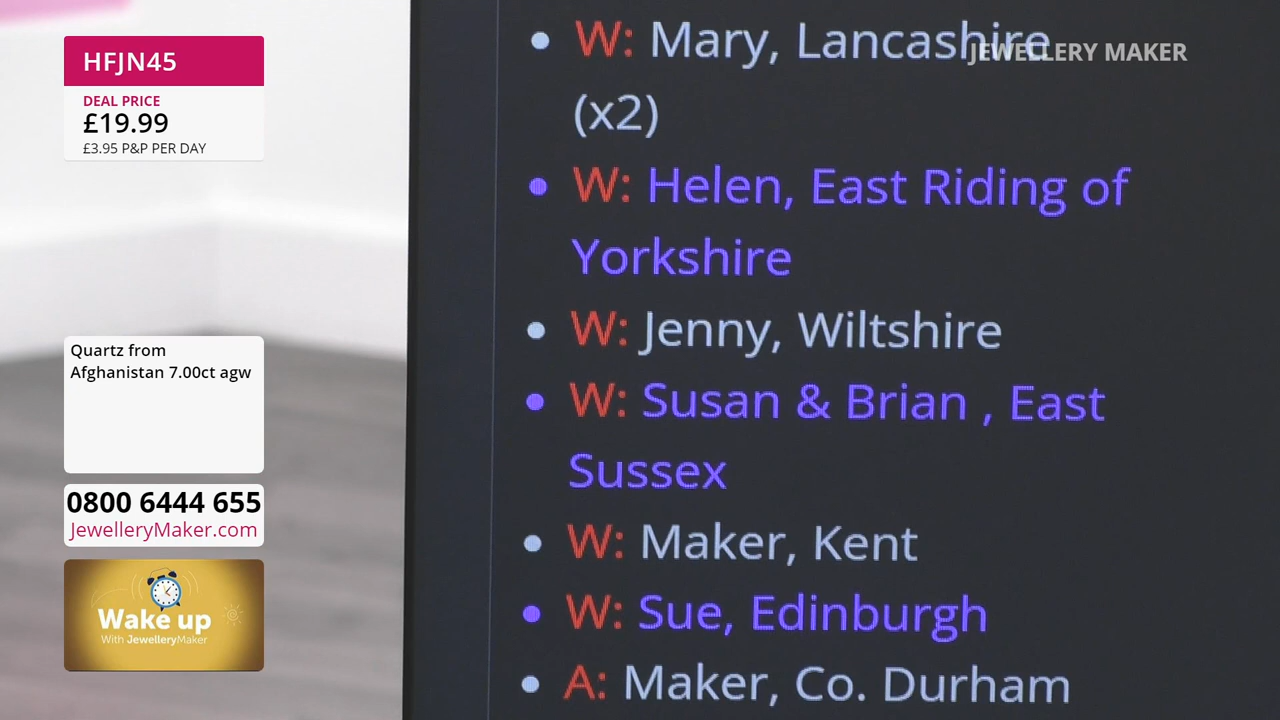 HFJN45
DEAL PRICE
£19.99
£3.95 P&P PER DAY
Quartz from
Afghanistan 7.00ct agw
0800 6444 655
JewelleryMaker.com
Wake up
With JewelleryMaker
JEWELLERY MAKER
• W: Mary, Lancashire
(x2)
• W: Helen, East Riding of
Yorkshire
• W: Jenny, Wiltshire
• W: Susan & Brian , East
Sussex
• W: Maker, Kent
• W: Sue, Edinburgh
• A: Maker, Co. Durham